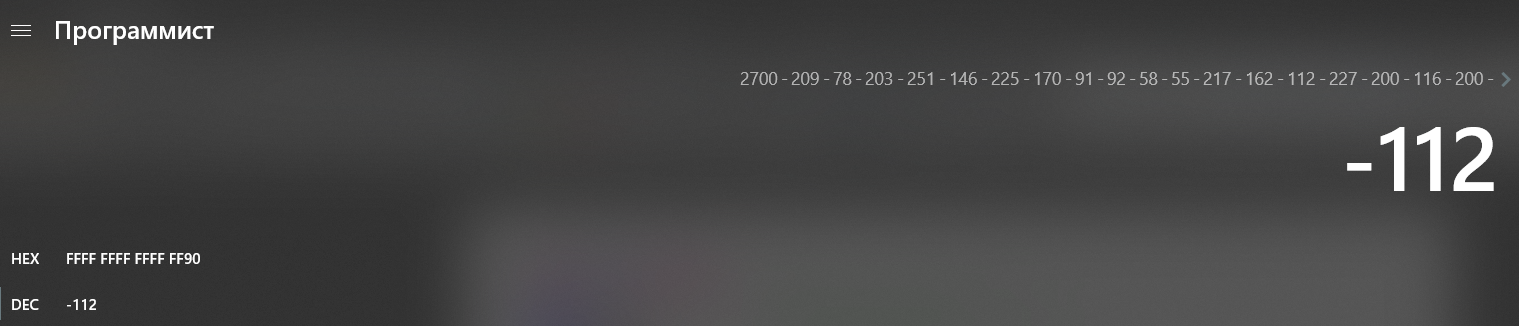 Программист
2700 - 209 - 78 - 203 - 251 - 146 - 225 - 170 - 91 - 92 - 58 - 55 - 217 - 162 - 112 - 227 - 200 - 116 - 200 -
-112
HEX FFFF FFFF FFFF FF90
DEC -112